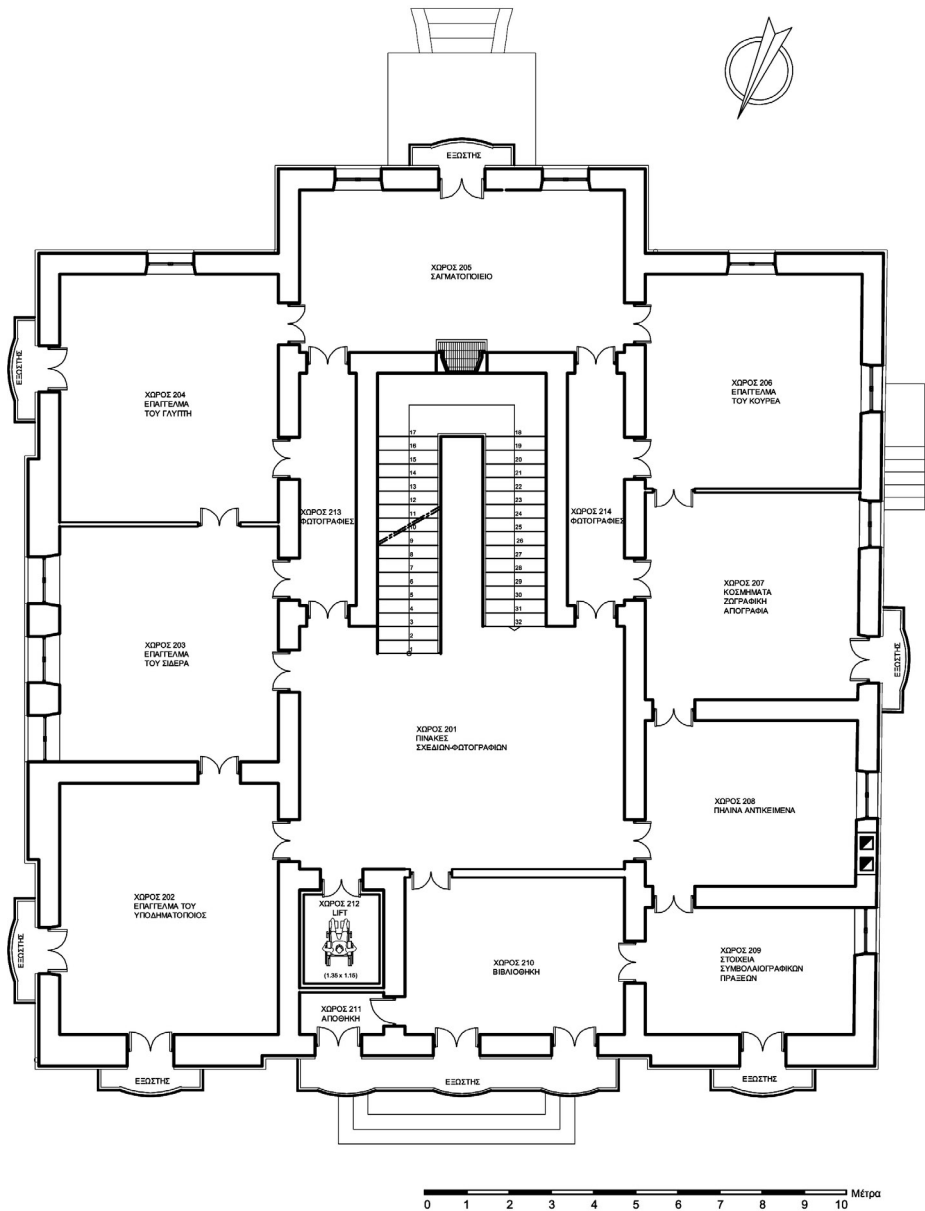 ΕΞΩΣΤΗΣ
ΧΩΡΟΣ 205
ΣΑΓΜΑΤΟΠΟΙΕΙΟ
ΕΞΩΣΤΗΣ
ΧΩΡΟΣ 204
ΕΠΑΓΓΕΛΜΑ
ΤΟΥ ΓΛΥΠΤΗ
ΧΩΡΟΣ 206
ΕΠΑΓΓΕΛΜΑ
ΤΟΥ ΚΟΥΡΕΑ
17
16
15
14
13
12
11
10
9
8
7
6
5
4
3
2
1
18
19
20
21
22
23
24
25
26
27
28
29
30
31
32
ΧΩΡΟΣ 213
ΦΩΤΟΓΡΑΦΙΕΣ
ΧΩΡΟΣ 214
ΦΩΤΟΓΡΑΦΙΕΣ
ΧΩΡΟΣ 207
ΚΟΣΜΗΜΑΤΑ
ΖΩΓΡΑΦΙΚΗ
ΑΠΟΓΡΑΦΙΑ
ΕΞΩΣΤΗΣ
ΧΩΡΟΣ 203
ΕΠΑΓΓΕΛΜΑ
ΤΟΥ ΣΙΔΕΡΑ
ΧΩΡΟΣ 201
ΠΙΝΑΚΕΣ
ΣΧΕΔΙΩΝ-ΦΩΤΟΓΡΑΦΙΩΝ
ΧΩΡΟΣ 208
ΠΗΛΙΝΑ ΑΝΤΙΚΕΙΜΕΝΑ
ΧΩΡΟΣ 202
ΕΠΑΓΓΕΛΜΑ ΤΟΥ
ΥΠΟΔΗΜΑΤΟΠΟΙΟΣ
ΕΞΩΣΤΗΣ
ΧΩΡΟΣ 212
LIFT
(1.35 x 1.15)
ΧΩΡΟΣ 210
ΒΙΒΛΙΟΘΗΚΗ
ΧΩΡΟΣ 209
ΣΤΟΙΧΕΙΑ
ΣΥΜΒΟΛΑΙΟΓΡΑΦΙΚΩΝ
ΠΡΑΞΕΩΝ
ΧΩΡΟΣ 211
ΑΠΟΘΗΚΗ
ΕΞΩΣΤΗΣ
ΕΞΩΣΤΗΣ
ΕΞΩΣΤΗΣ
0 1 2 3 4 5 6 7 8 9 10 Μέτρα